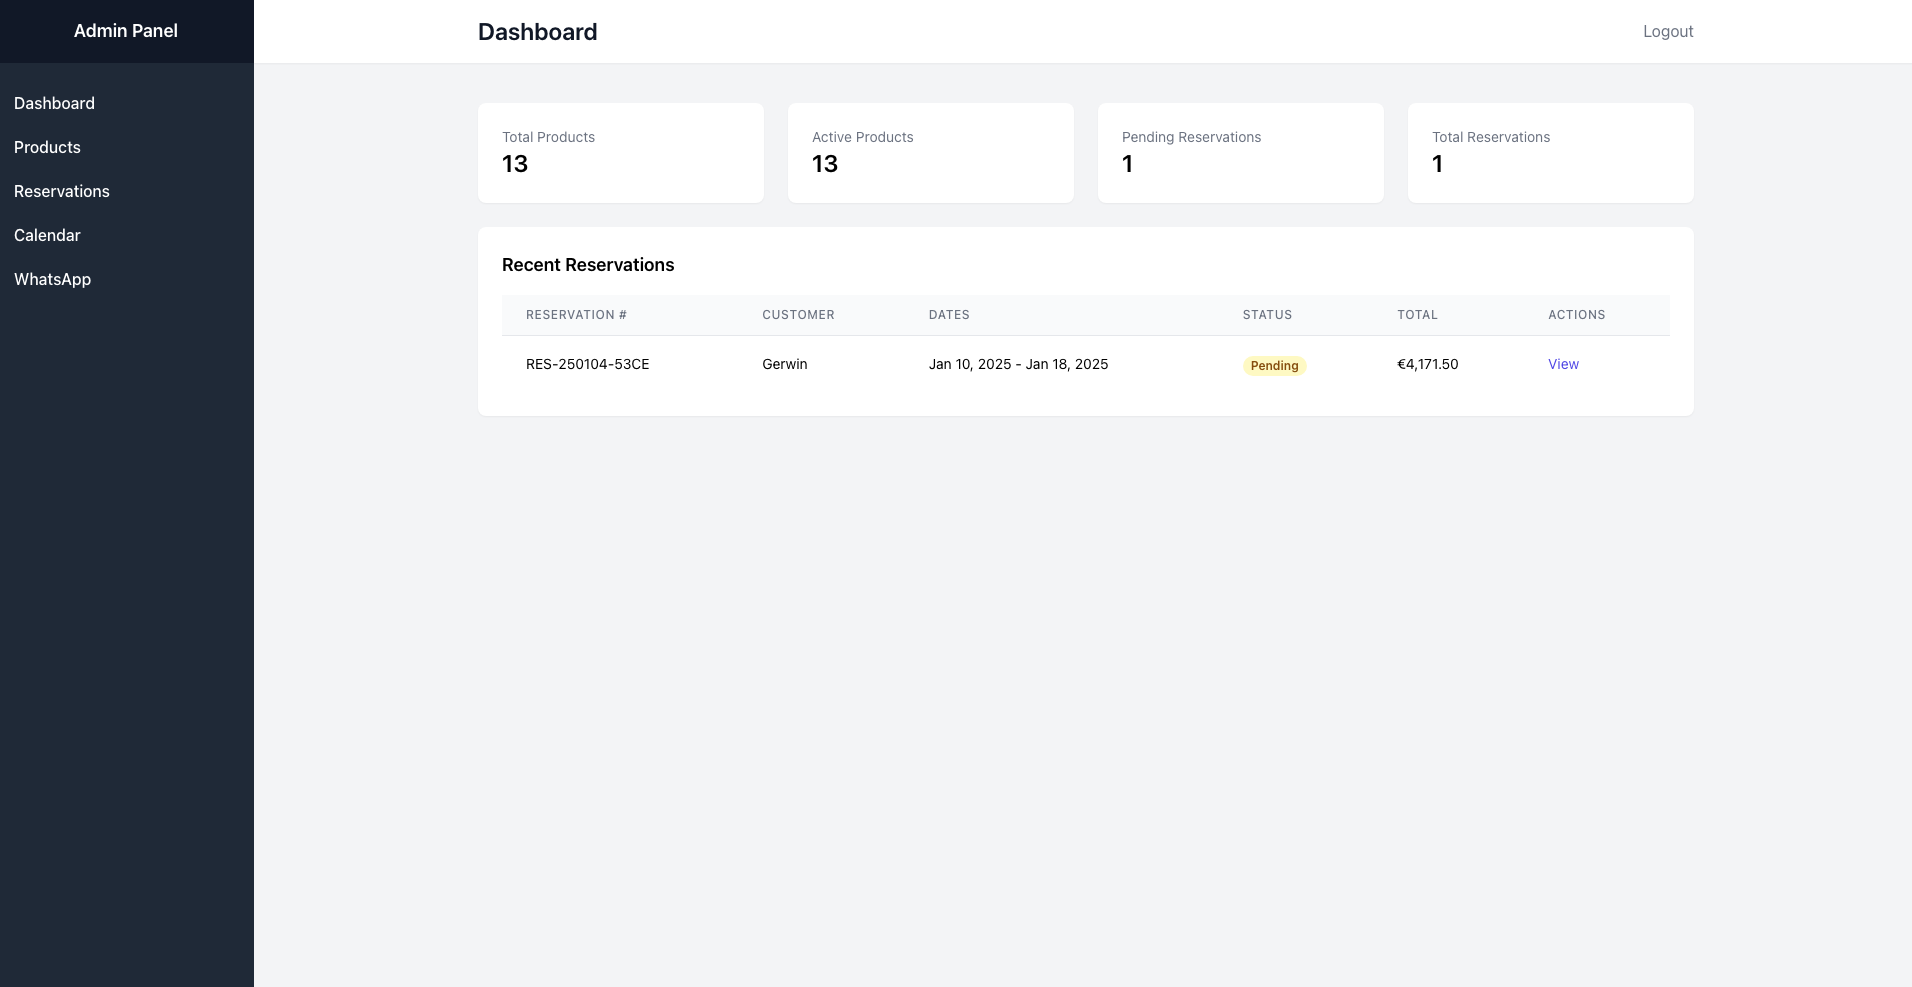 Admin Panel
Dashboard
Products
Reservations
Calendar
WhatsApp
Dashboard
Logout
Total Products
13
Active Products
13
Pending Reservations
1
Total Reservations
1
Recent Reservations
RESERVATION # CUSTOMER DATES STATUS TOTAL ACTIONS
RES-250104-53CE Gerwin Jan 10, 2025 - Jan 18, 2025 Pending €4,171.50 View